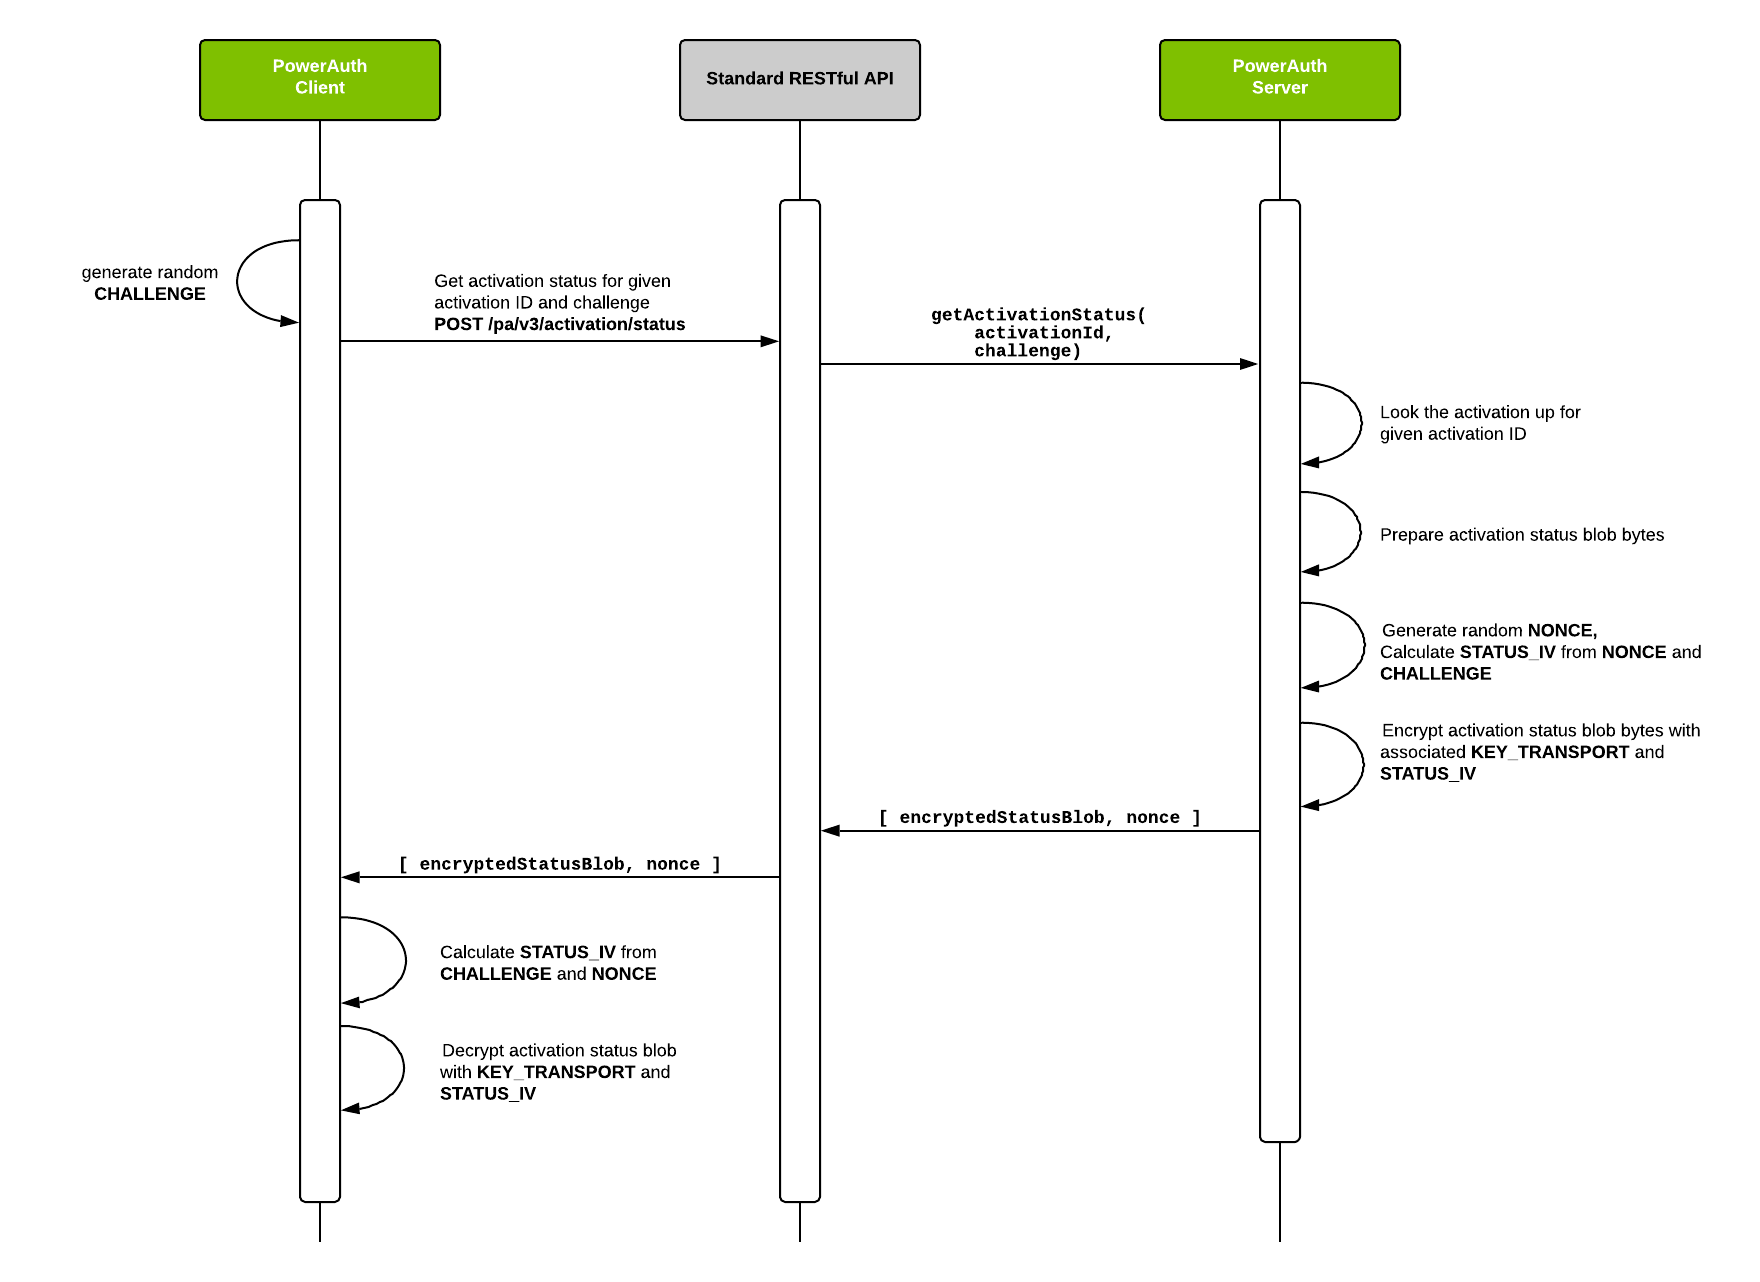 PowerAuth
Client
Standard RESTful API
PowerAuth
Server
generate random
CHALLENGE
Get activation status for given
activation ID and challenge
POST /pa/v3/activation/status
getActivationStatus(
activationId,
challenge)
Look the activation up for
given activation ID
Prepare activation status blob bytes
Generate random NONCE,
Calculate STATUS_IV from NONCE and
CHALLENGE
Encrypt activation status blob bytes with
associated KEY_TRANSPORT and
STATUS_IV
[ encryptedStatusBlob, nonce ]
[ encryptedStatusBlob, nonce ]
Calculate STATUS_IV from
CHALLENGE and NONCE
Decrypt activation status blob
with KEY_TRANSPORT and
STATUS_IV